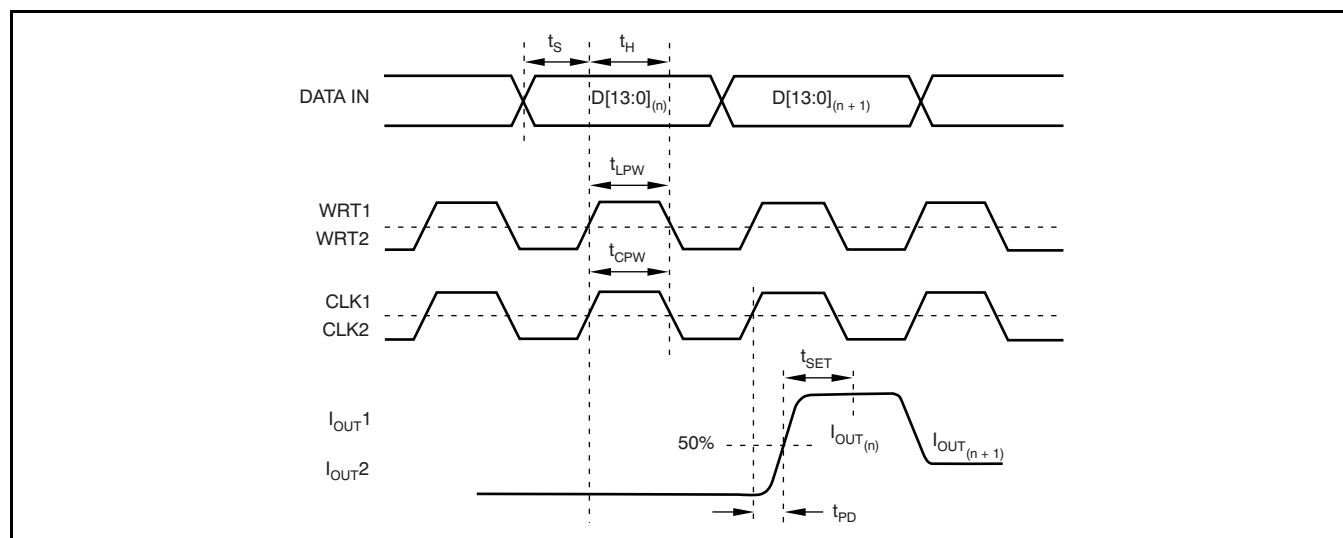 tS tH
DATA IN D[13:0](n) D[13:0](n + 1)
tLPW
WRT1
WRT2
tCPW
CLK1
CLK2
tSET
IOUT1
50% IOUT(n) IOUT(n + 1)
IOUT2
tPD